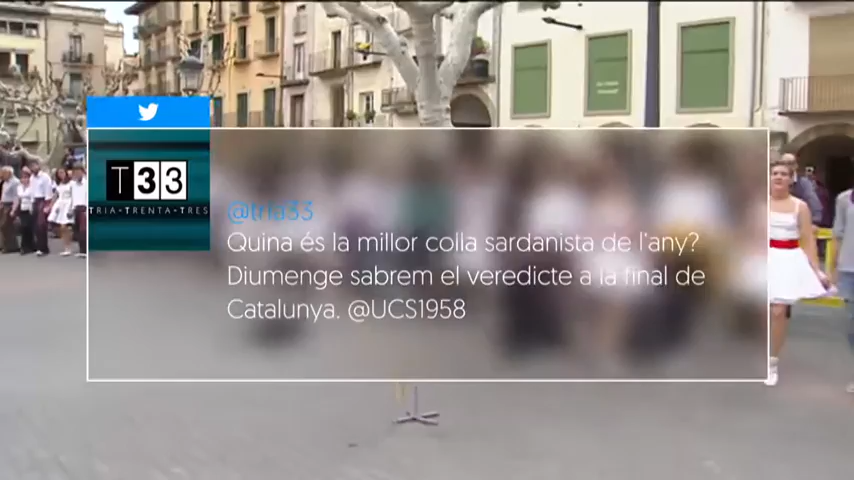 T33
TRIA·TRENTA·TRES
@tria33
Quina és la millor colla sardanista de l'any?
Diumenge sabrem el veredicte a la final de
Catalunya. @UCS1958